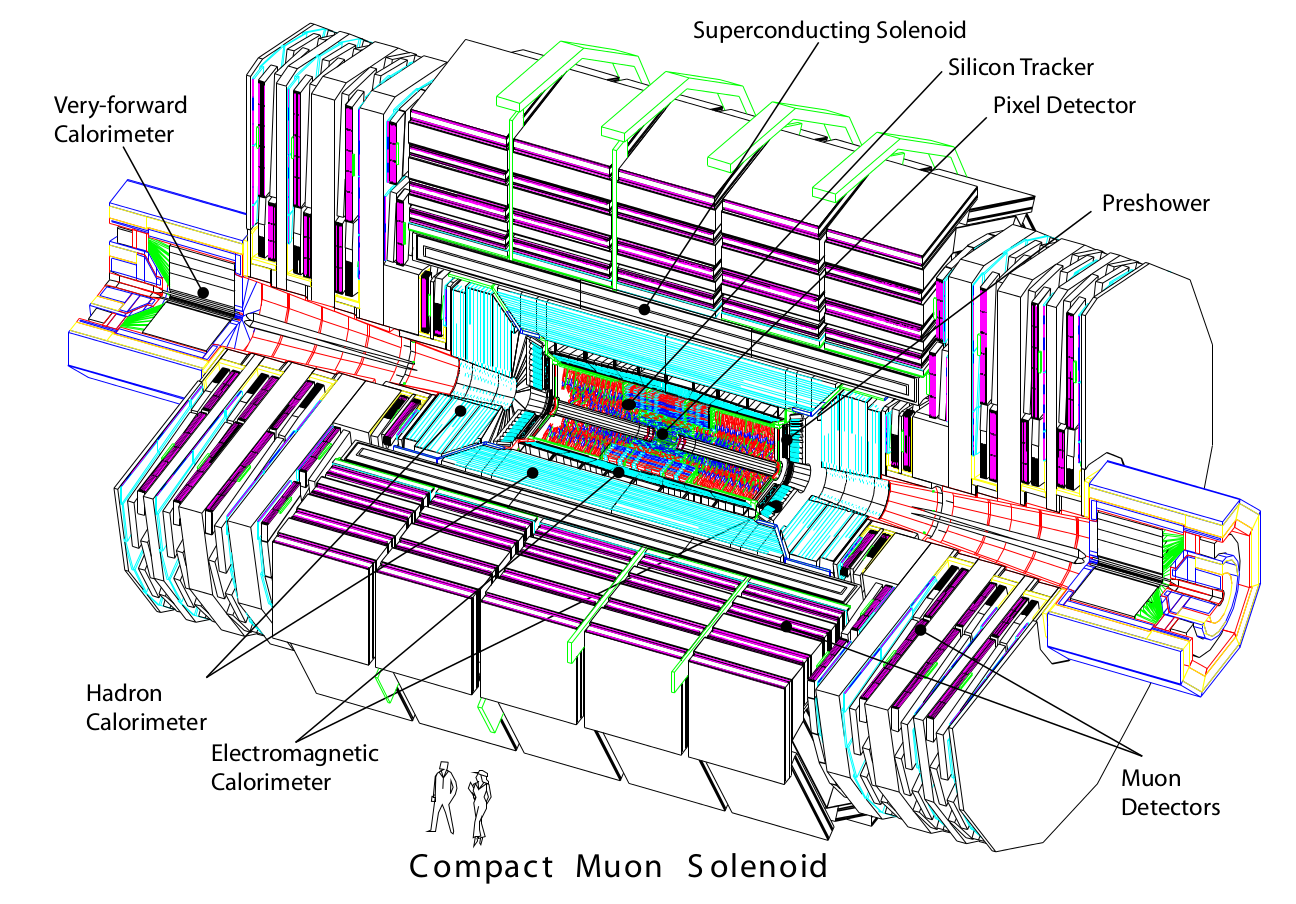 Superconducting Solenoid
Silicon Tracker
Pixel Detector
Very-forward
Calorimeter
Preshower
Hadron
Calorimeter
Electromagnetic
Calorimeter
Muon
Detectors
Compact Muon Solenoid